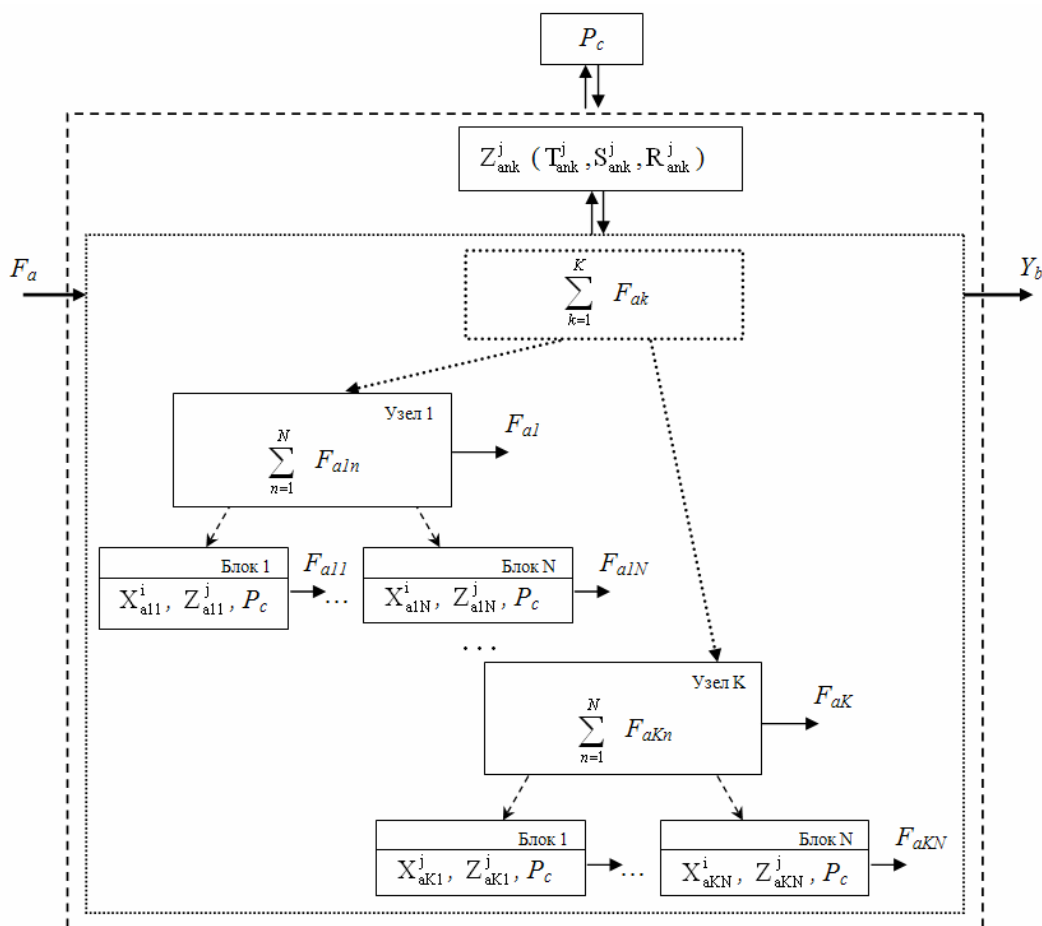 P_c
Z^j_ank (T^j_ank, S^j_ank, R^j_ank)
F_a
Y_b
K
∑ F_ak
k=1
Узел 1
N
∑ F_a1n
n=1
F_a1
Блок 1
X^i_a11, Z^j_a11, P_c
F_a11
...
Блок N
X^i_a1N, Z^j_a1N, P_c
F_a1N
...
Узел K
N
∑ F_aKn
n=1
F_aK
Блок 1
X^j_aK1, Z^j_aK1, P_c
...
Блок N
X^i_aKN, Z^j_aKN, P_c
F_aKN